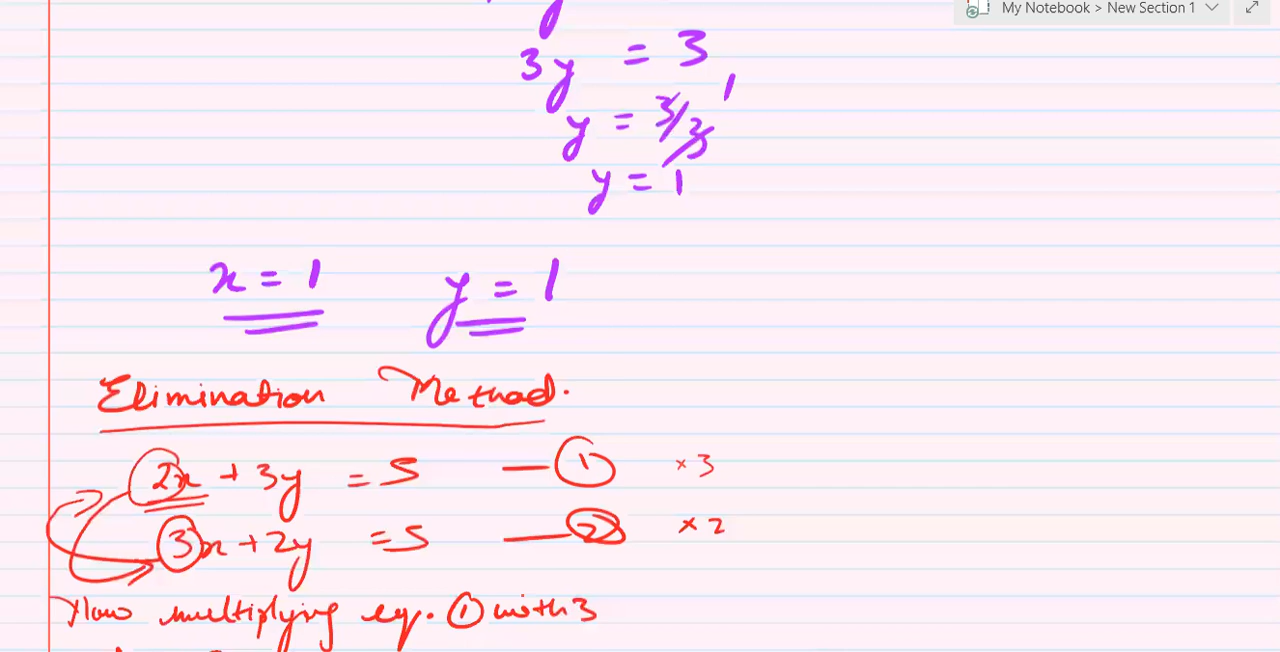 My Notebook > New Section 1
3y = 3
y = 3/3 1
y = 1
x = 1 y = 1
Elimination Method.
2x + 3y = 5 — ① × 3
3x + 2y = 5 — ② × 2
Now multiplying eq. ① with 3